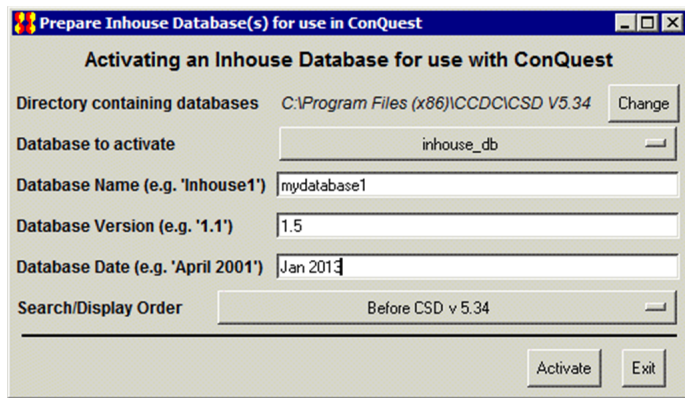 Prepare Inhouse Database(s) for use in ConQuest
Activating an Inhouse Database for use with ConQuest
Directory containing databases C:\Program Files (x86)\CCDC\CSD V5.34 Change
Database to activate inhouse_db
Database Name (e.g. 'Inhouse1') mydatabase1
Database Version (e.g. '1.1') 1.5
Database Date (e.g. 'April 2001') Jan 2013
Search/Display Order Before CSD v 5.34
Activate Exit